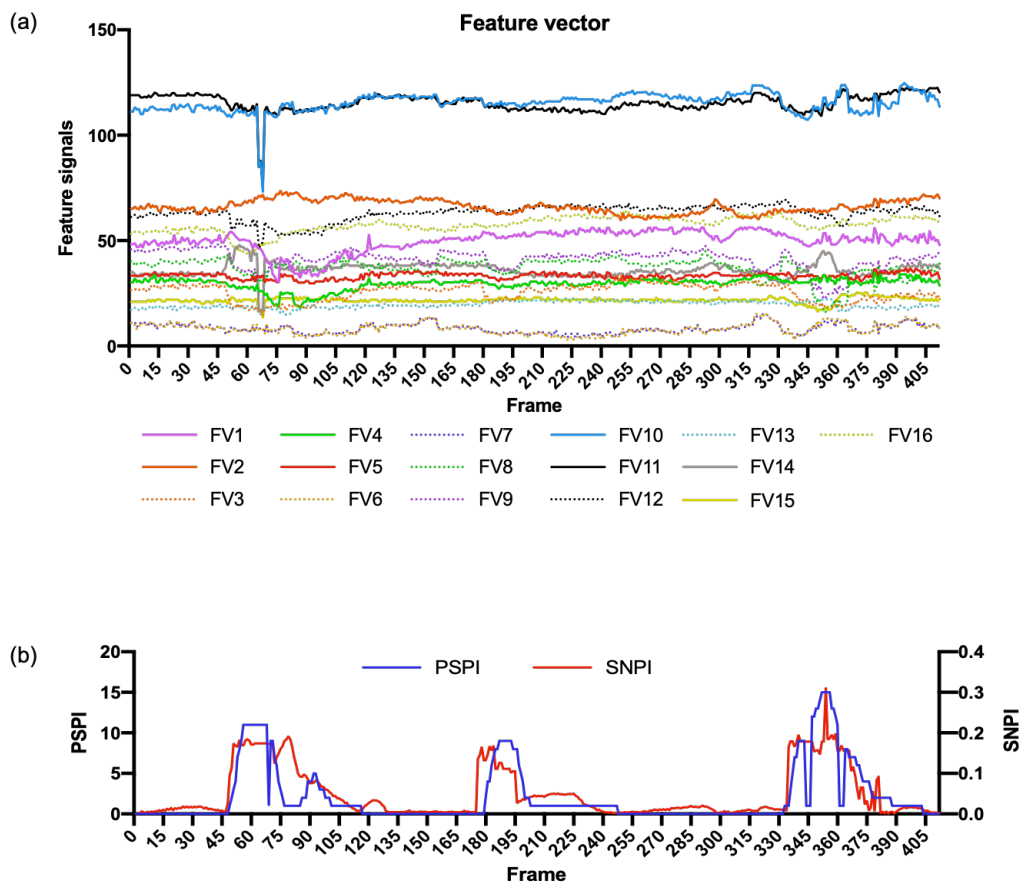 (a)
Feature vector
150
100
50
0
Feature signals
0 15 30 45 60 75 90 105 120 135 150 165 180 195 210 225 240 255 270 285 300 315 330 345 360 375 390 405
Frame
FV1 FV4 FV7 FV10 FV13 FV16
FV2 FV5 FV8 FV11 FV14
FV3 FV6 FV9 FV12 FV15
(b)
PSPI SNPI
20
15
10
5
0
PSPI
0.4
0.3
0.2
0.1
0.0
SNPI
0 15 30 45 60 75 90 105 120 135 150 165 180 195 210 225 240 255 270 285 300 315 330 345 360 375 390 405
Frame